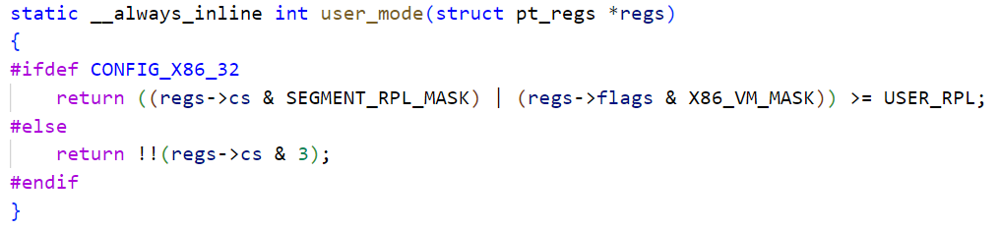 static __always_inline int user_mode(struct pt_regs *regs)
{
#ifdef CONFIG_X86_32
    return ((regs->cs & SEGMENT_RPL_MASK) | (regs->flags & X86_VM_MASK)) >= USER_RPL;
#else
    return !!(regs->cs & 3);
#endif
}